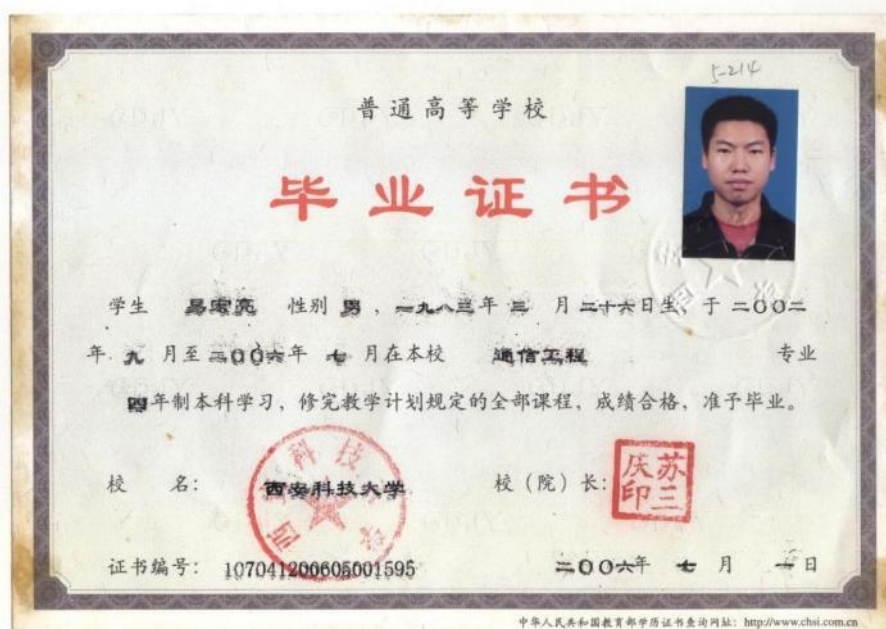 5-214
普通高等学校
毕业证书
学生 易宏亮 性别 男，一九八三年 三 月 二十六日生，于 二〇〇二
年 九 月至 二〇〇六年 七 月在本校 通信工程 专业
四年制本科学习，修完教学计划规定的全部课程，成绩合格，准予毕业。
校 名： 西安科技大学 校（院）长： 苏三庆印
证书编号： 107041200605001595 二〇〇六年 七 月 一日
中华人民共和国教育部学历证书查询网址：http://www.chsi.com.cn